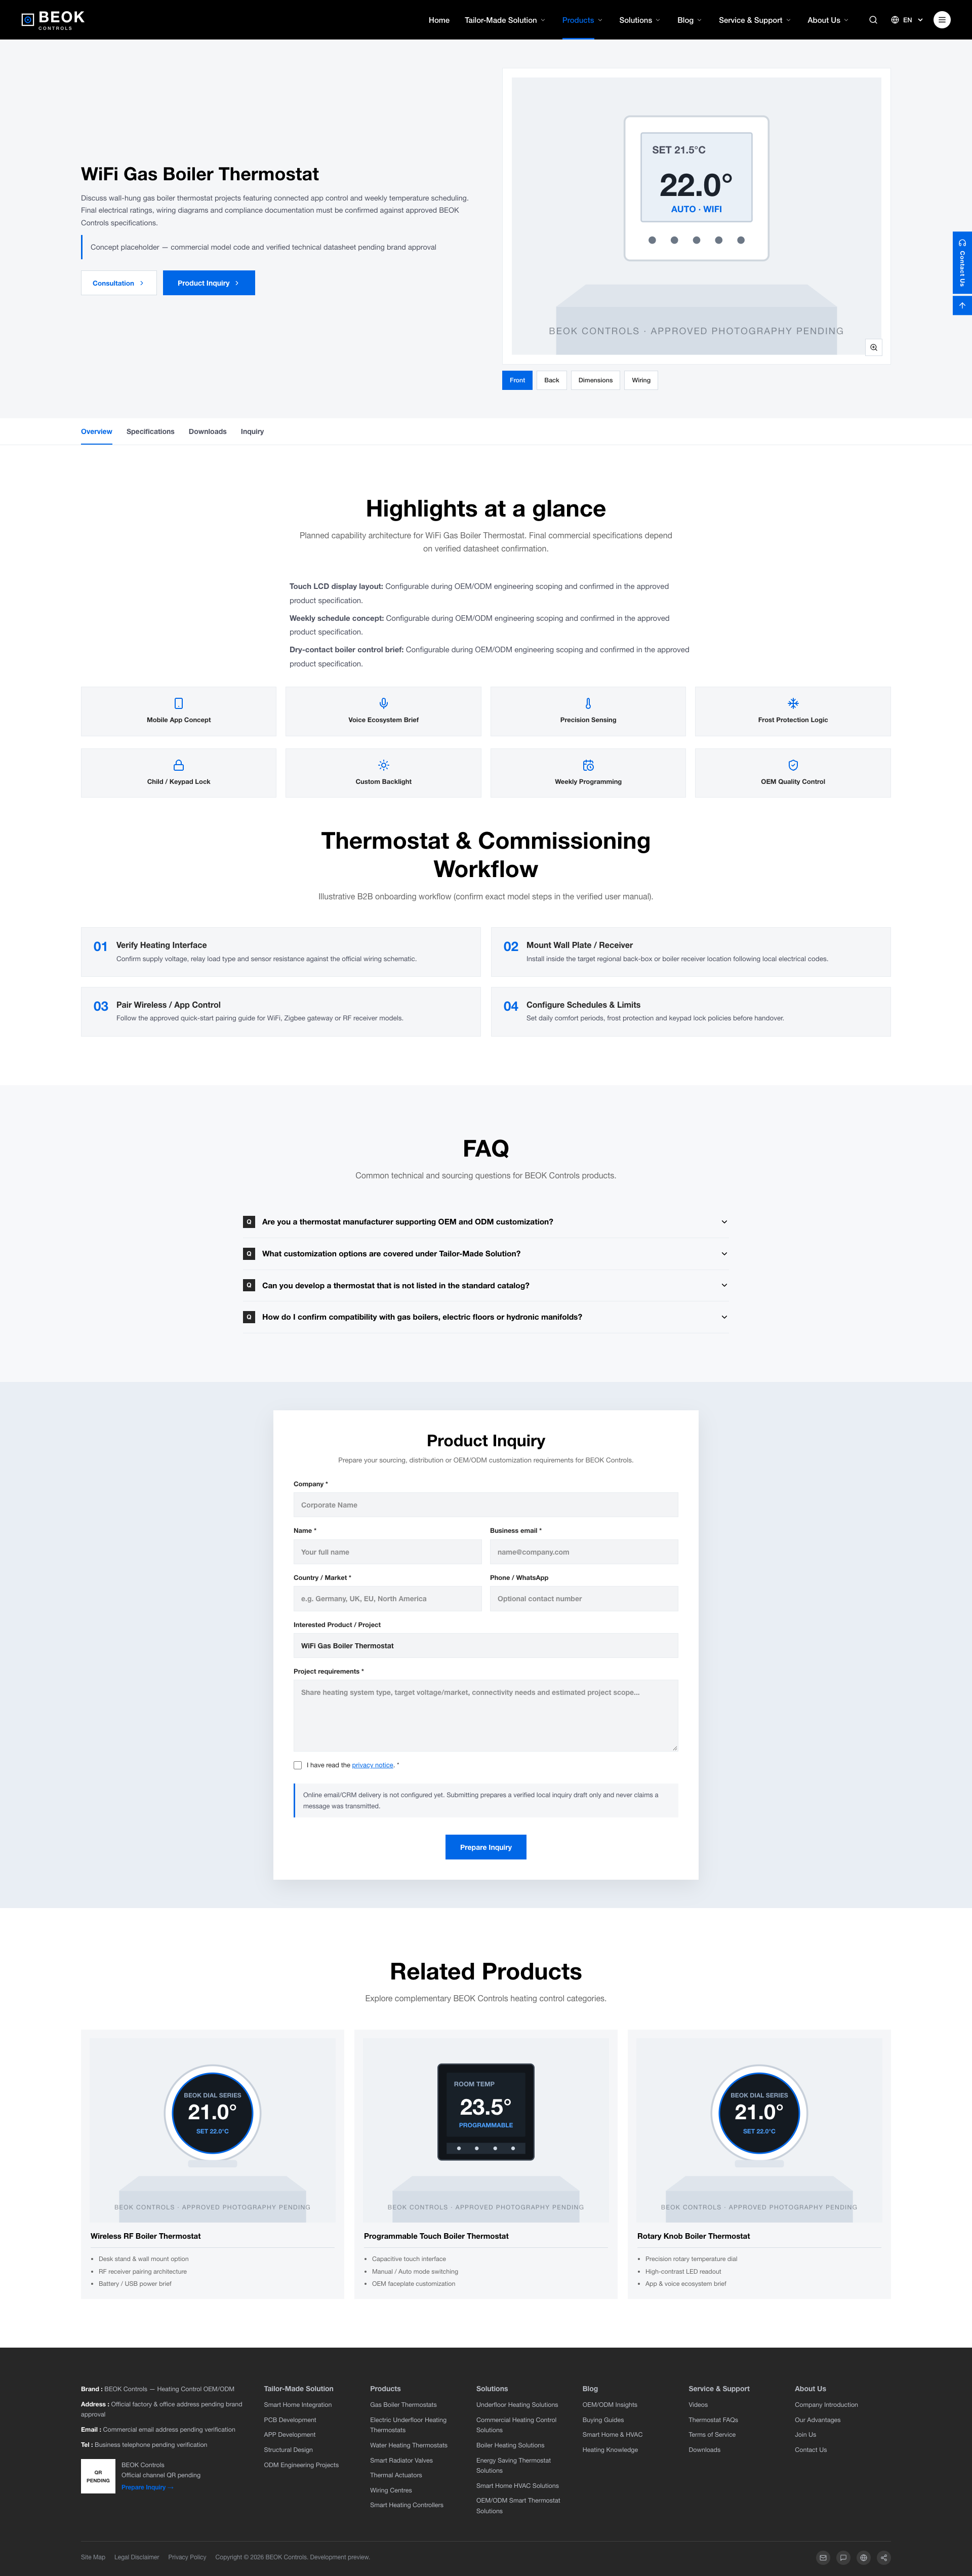 BEOK
CONTROLS
Home
Tailor-Made Solution
Products
Solutions
Blog
Service & Support
About Us
EN
WiFi Gas Boiler Thermostat
Discuss wall-hung gas boiler thermostat projects featuring connected app control and weekly temperature scheduling.
Final electrical ratings, wiring diagrams and compliance documentation must be confirmed against approved BEOK
Controls specifications.
Concept placeholder — commercial model code and verified technical datasheet pending brand approval
Consultation
Product Inquiry
SET 21.5°C
22.0°
AUTO · WIFI
BEOK CONTROLS · APPROVED PHOTOGRAPHY PENDING
Front
Back
Dimensions
Wiring
Contact Us
Overview
Specifications
Downloads
Inquiry
Highlights at a glance
Planned capability architecture for WiFi Gas Boiler Thermostat. Final commercial specifications depend
on verified datasheet confirmation.
Touch LCD display layout: Configurable during OEM/ODM engineering scoping and confirmed in the approved
product specification.
Weekly schedule concept: Configurable during OEM/ODM engineering scoping and confirmed in the approved
product specification.
Dry-contact boiler control brief: Configurable during OEM/ODM engineering scoping and confirmed in the approved
product specification.
Mobile App Concept
Voice Ecosystem Brief
Precision Sensing
Frost Protection Logic
Child / Keypad Lock
Custom Backlight
Weekly Programming
OEM Quality Control
Thermostat & Commissioning
Workflow
Illustrative B2B onboarding workflow (confirm exact model steps in the verified user manual).
01
Verify Heating Interface
Confirm supply voltage, relay load type and sensor resistance against the official wiring schematic.
02
Mount Wall Plate / Receiver
Install inside the target regional back-box or boiler receiver location following local electrical codes.
03
Pair Wireless / App Control
Follow the approved quick-start pairing guide for WiFi, Zigbee gateway or RF receiver models.
04
Configure Schedules & Limits
Set daily comfort periods, frost protection and keypad lock policies before handover.
FAQ
Common technical and sourcing questions for BEOK Controls products.
Q Are you a thermostat manufacturer supporting OEM and ODM customization?
Q What customization options are covered under Tailor-Made Solution?
Q Can you develop a thermostat that is not listed in the standard catalog?
Q How do I confirm compatibility with gas boilers, electric floors or hydronic manifolds?
Product Inquiry
Prepare your sourcing, distribution or OEM/ODM customization requirements for BEOK Controls.
Company *
Corporate Name
Name *
Business email *
Your full name
name@company.com
Country / Market *
Phone / WhatsApp
e.g. Germany, UK, EU, North America
Optional contact number
Interested Product / Project
WiFi Gas Boiler Thermostat
Project requirements *
Share heating system type, target voltage/market, connectivity needs and estimated project scope...
I have read the privacy notice. *
Online email/CRM delivery is not configured yet. Submitting prepares a verified local inquiry draft only and never claims a
message was transmitted.
Prepare Inquiry
Related Products
Explore complementary BEOK Controls heating control categories.
BEOK DIAL SERIES
21.0°
SET 22.0°C
BEOK CONTROLS · APPROVED PHOTOGRAPHY PENDING
Wireless RF Boiler Thermostat
• Desk stand & wall mount option
• RF receiver pairing architecture
• Battery / USB power brief
ROOM TEMP
23.5°
PROGRAMMABLE
BEOK CONTROLS · APPROVED PHOTOGRAPHY PENDING
Programmable Touch Boiler Thermostat
• Capacitive touch interface
• Manual / Auto mode switching
• OEM faceplate customization
BEOK DIAL SERIES
21.0°
SET 22.0°C
BEOK CONTROLS · APPROVED PHOTOGRAPHY PENDING
Rotary Knob Boiler Thermostat
• Precision rotary temperature dial
• High-contrast LED readout
• App & voice ecosystem brief
Brand : BEOK Controls — Heating Control OEM/ODM
Address : Official factory & office address pending brand
approval
Email : Commercial email address pending verification
Tel : Business telephone pending verification
QR
PENDING
BEOK Controls
Official channel QR pending
Prepare Inquiry →
Tailor-Made Solution
Smart Home Integration
PCB Development
APP Development
Structural Design
ODM Engineering Projects
Products
Gas Boiler Thermostats
Electric Underfloor Heating
Thermostats
Water Heating Thermostats
Smart Radiator Valves
Thermal Actuators
Wiring Centres
Smart Heating Controllers
Solutions
Underfloor Heating Solutions
Commercial Heating Control
Solutions
Boiler Heating Solutions
Energy Saving Thermostat
Solutions
Smart Home HVAC Solutions
OEM/ODM Smart Thermostat
Solutions
Blog
OEM/ODM Insights
Buying Guides
Smart Home & HVAC
Heating Knowledge
Service & Support
Videos
Thermostat FAQs
Terms of Service
Downloads
About Us
Company Introduction
Our Advantages
Join Us
Contact Us
Site Map
Legal Disclaimer
Privacy Policy
Copyright © 2026 BEOK Controls. Development preview.